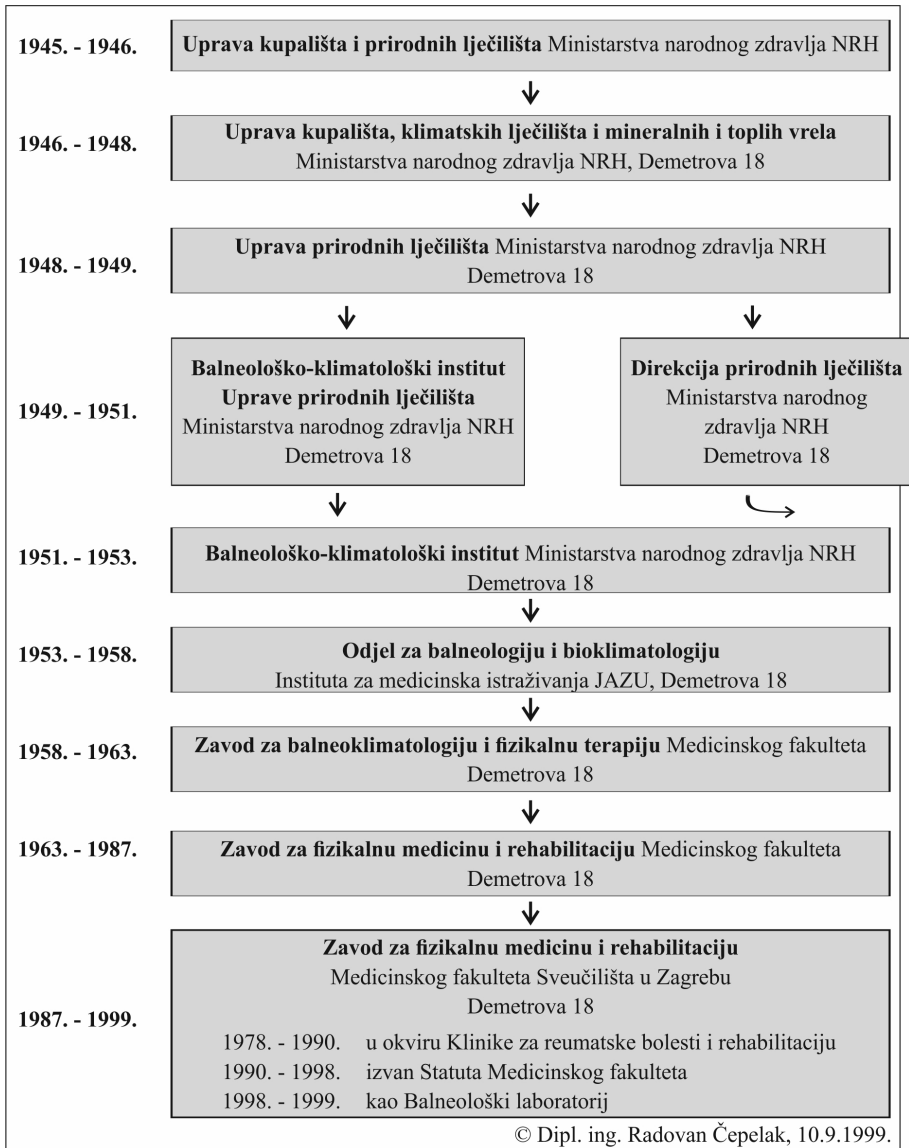 1945. - 1946.
Uprava kupališta i prirodnih lječilišta Ministarstva narodnog zdravlja NRH
1946. - 1948.
Uprava kupališta, klimatskih lječilišta i mineralnih i toplih vrela
Ministarstva narodnog zdravlja NRH, Demetrova 18
1948. - 1949.
Uprava prirodnih lječilišta Ministarstva narodnog zdravlja NRH
Demetrova 18
1949. - 1951.
Balneološko-klimatološki institut
Uprave prirodnih lječilišta
Ministarstva narodnog zdravlja NRH
Demetrova 18
Direkcija prirodnih lječilišta
Ministarstva narodnog
zdravlja NRH
Demetrova 18
1951. - 1953.
Balneološko-klimatološki institut Ministarstva narodnog zdravlja NRH
Demetrova 18
1953. - 1958.
Odjel za balneologiju i bioklimatologiju
Instituta za medicinska istraživanja JAZU, Demetrova 18
1958. - 1963.
Zavod za balneoklimatologiju i fizikalnu terapiju Medicinskog fakulteta
Demetrova 18
1963. - 1987.
Zavod za fizikalnu medicinu i rehabilitaciju Medicinskog fakulteta
Demetrova 18
1987. - 1999.
Zavod za fizikalnu medicinu i rehabilitaciju
Medicinskog fakulteta Sveučilišta u Zagrebu
Demetrova 18
1978. - 1990. u okviru Klinike za reumatske bolesti i rehabilitaciju
1990. - 1998. izvan Statuta Medicinskog fakulteta
1998. - 1999. kao Balneološki laboratorij
© Dipl. ing. Radovan Čepelak, 10.9.1999.